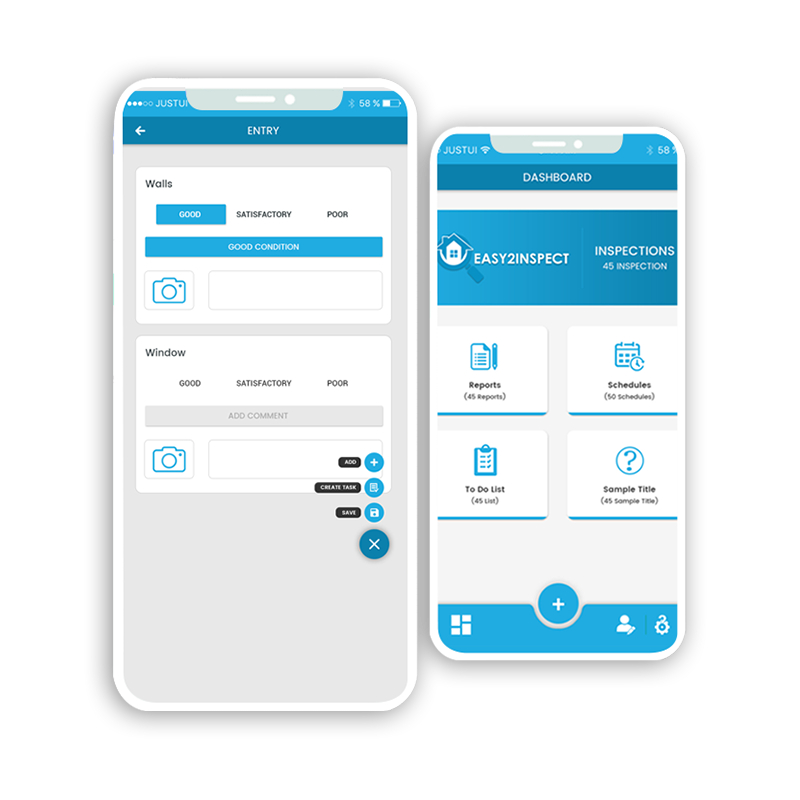 JUSTUI
58 %
ENTRY
Walls
GOOD SATISFACTORY POOR
GOOD CONDITION
Window
GOOD SATISFACTORY POOR
ADD COMMENT
ADD
CREATE TASK
SAVE
JUSTUI
58
DASHBOARD
EASY2INSPECT
INSPECTIONS
45 INSPECTION
Reports
(45 Reports)
Schedules
(50 Schedules)
To Do List
(45 List)
Sample Title
(45 Sample Title)